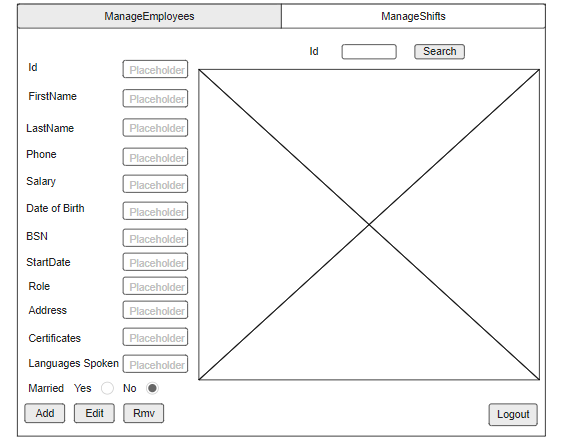 ManageEmployees ManageShifts
Id Search
Id Placeholder
FirstName Placeholder
LastName Placeholder
Phone Placeholder
Salary Placeholder
Date of Birth Placeholder
BSN Placeholder
StartDate Placeholder
Role Placeholder
Address Placeholder
Certificates Placeholder
Languages Spoken Placeholder
Married Yes No
Add Edit Rmv Logout